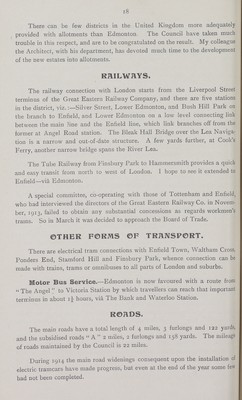 18
There can be few districts in the United Kingdom more adequately
provided with allotments than Edmonton. The Council have taken much
trouble in this respect, and are to be congratulated on the result. My colleague
the Architect, with his department, has devoted much time to the development
of the new estates into allotments.
RAILWAYS.
The railway connection with London starts from the Liverpool Street
terminus of the Great Eastern Railway Company, and there are five stations
in the district, viz.:—Silver Street, Lower Edmonton, and Bush Hill Park on
the branch to Enfield, and Lower Edmonton on a low level connecting link
between the main line and the Enfield line, which link branches off from the
former at Angel Road station. The Bleak Hall Bridge over the Lea Naviga-
tion is a narrow and out-of-date structure. A few yards farther, at Cook's
Ferry, another narrow bridge spans the River Lea.
The Tube Railway from Finsbury Park to Hammersmith provides a quick
and easy transit from north to west of London. I hope to see it extended to
Enfield—via Edmonton.
A special committee, co-operating with those of Tottenham and Enfield,
who had interviewed the directors of the Great Eastern Railway Co. in Novem-
ber, 1913, failed to obtain any substantial concessions as regards workmen's
trams. So in March it was decided to approach the Board of Trade.
OTHER FORMS OF TRANSPORT.
There are electrical tram connections with Enfield Town, Waltham Cross,
Ponders End, Stamford Hill and Finsbury Park, whence connection can be
made with trains, trams or omnibuses to all parts of London and suburbs.
Motor Bus Service.—Edmonton is now favoured with a route from
"The Angel" to Victoria Station by which travellers can reach that important
terminus in about 1½ hours, viâ The Bank and Waterloo Station.
ROADS.
The main roads have a total length of 4 miles, 3 furlongs and 122 yards,
and the subsidised roads "A" 2 miles, 2 furlongs and 158 yards. The mileage
of roads maintained by the Council is 22 miles.
During 1914 the main road widenings consequent upon the installation of
electric tramcars have made progress, but even at the end of the year some few
had not been completed.